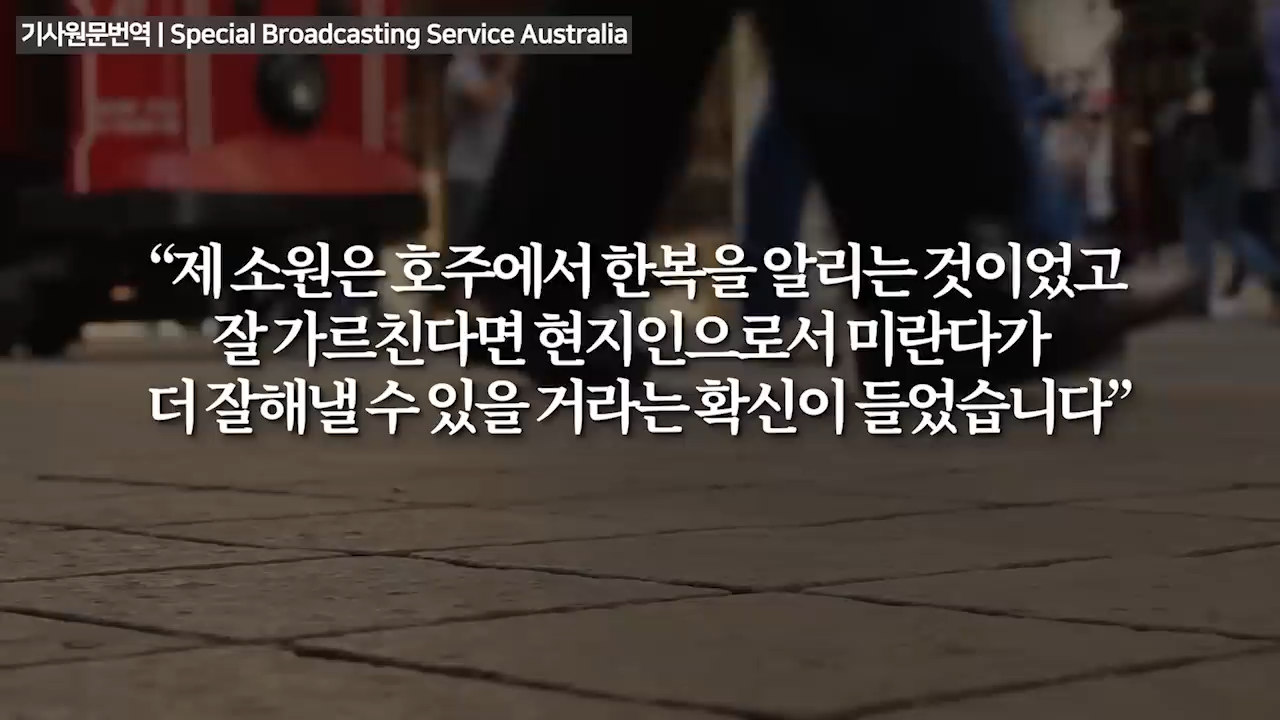 기사원문번역 | Special Broadcasting Service Australia
“제 소원은 호주에서 한복을 알리는 것이었고
잘 가르친다면 현지인으로서 미란다가
더 잘해낼 수 있을 거라는 확신이 들었습니다”